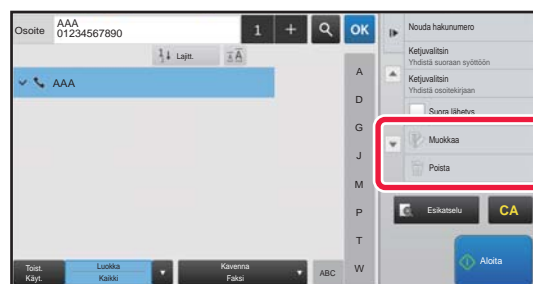 Osoite
AAA
01234567890
1
+
OK
Lajitt.
AAA
A
D
G
J
M
P
T
W
Toist.
Käyt.
Luokka
Kaikki
Kavenna
Faksi
ABC
Nouda hakunumero
Ketjuvalitsin
Yhdistä suoraan syöttöön
Ketjuvalitsin
Yhdistä osoitekirjaan
Suora lähetys
Muokkaa
Poista
Esikatselu
CA
Aloita